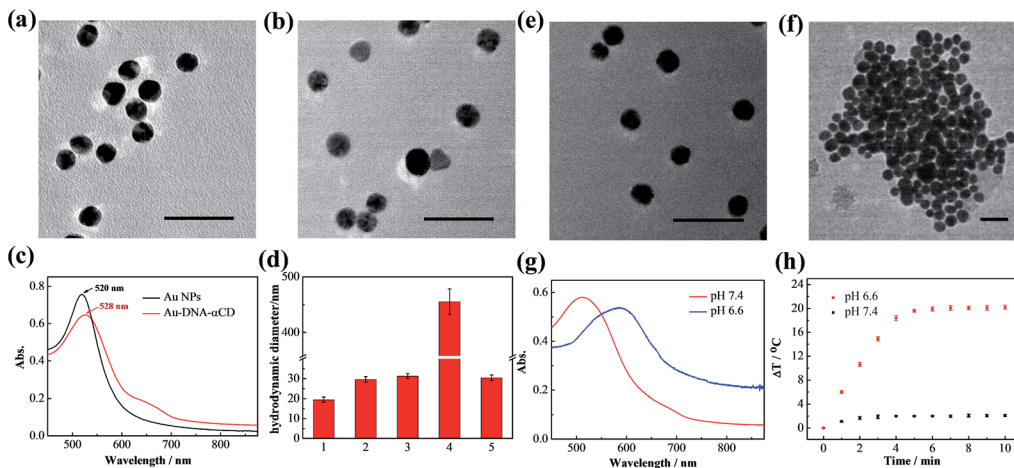 (a)
(b)
(e)
(f)
(c)
0.8
0.4
0.0
Abs.
520 nm
528 nm
Au NPs
Au-DNA-αCD
500
600
700
800
Wavelength / nm
(d)
hydrodynamic diameter/nm
450
400
30
20
10
0
1
2
3
4
5
(g)
Abs.
0.6
0.4
0.2
0.0
pH 7.4
pH 6.6
500
600
700
800
Wavelength / nm
(h)
ΔT / °C
20
16
12
8
4
0
pH 6.6
pH 7.4
0
2
4
6
8
10
Time / min